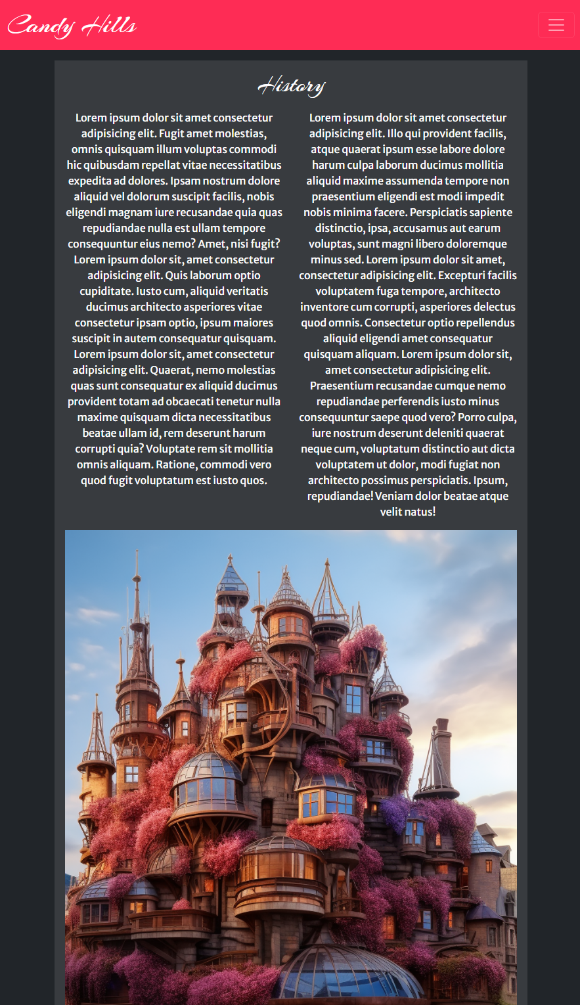 Candy Hills
History
Lorem ipsum dolor sit amet consectetur
adipisicing elit. Fugit amet molestias,
omnis quisquam illum voluptas commodi
hic quibusdam repellat vitae necessitatibus
expedita ad dolores. Ipsam nostrum dolore
aliquid vel dolorum suscipit facilis, nobis
eligendi magnam iure recusandae quia quas
repudiandae nulla est ullam tempore
consequuntur eius nemo? Amet, nisi fugit?
Lorem ipsum dolor sit, amet consectetur
adipisicing elit. Quis laborum optio
cupiditate. Iusto cum, aliquid veritatis
ducimus architecto asperiores vitae
consectetur ipsam optio, ipsum maiores
suscipit in autem consequatur quisquam.
Lorem ipsum dolor sit, amet consectetur
adipisicing elit. Quaerat, nemo molestias
quas sunt consequatur ex aliquid ducimus
provident totam ad obcaecati tenetur nulla
maxime quisquam dicta necessitatibus
beatae ullam id, rem deserunt harum
corrupti quia? Voluptate rem sit mollitia
omnis aliquam. Ratione, commodi vero
quod fugit voluptatum est iusto quos.
Lorem ipsum dolor sit amet consectetur
adipisicing elit. Illo qui provident facilis,
atque quaerat ipsum esse labore dolore
harum culpa laborum ducimus mollitia
aliquid maxime assumenda tempore non
praesentium eligendi est modi impedit
nobis minima facere. Perspiciatis sapiente
distinctio, ipsa, accusamus aut earum
voluptas, sunt magni libero doloremque
minus sed. Lorem ipsum dolor sit amet,
consectetur adipisicing elit. Excepturi facilis
voluptatem fuga tempore, architecto
inventore cum corrupti, asperiores delectus
quod omnis. Consectetur optio repellendus
aliquid eligendi amet consequatur
quisquam aliquam. Lorem ipsum dolor sit,
amet consectetur adipisicing elit.
Praesentium recusandae cumque nemo
repudiandae perferendis iusto minus
consequuntur saepe quod vero? Porro culpa,
iure nostrum deserunt deleniti quaerat
neque cum, voluptatum distinctio aut dicta
voluptatem ut dolor, modi fugiat non
architecto possimus perspiciatis. Ipsum,
repudiandae! Veniam dolor beatae atque
velit natus!